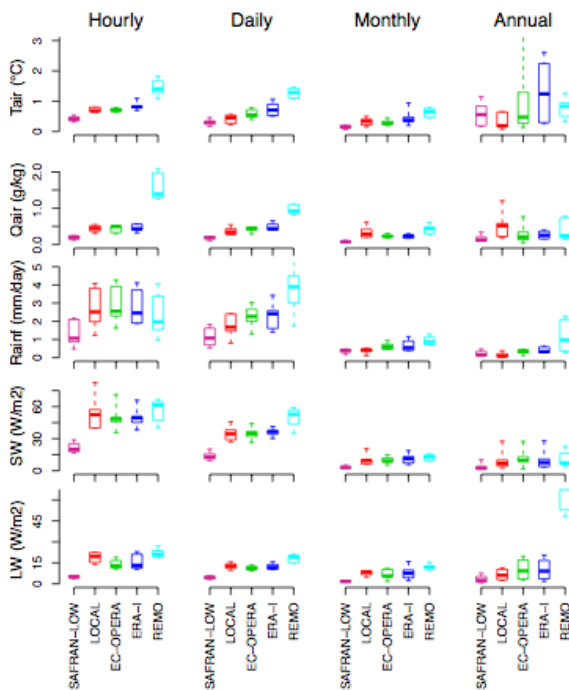 Hourly Daily Monthly Annual
Tair (°C)
3
2
1
0
Qair (g/kg)
2.0
1.0
0.0
Rainf (mm/day)
5
4
3
2
1
0
SW (W/m2)
60
30
0
LW (W/m2)
45
15
0
SAFRAN–LOW LOCAL EC–OPERA ERA–I REMO SAFRAN–LOW LOCAL EC–OPERA ERA–I REMO SAFRAN–LOW LOCAL EC–OPERA ERA–I REMO SAFRAN–LOW LOCAL EC–OPERA ERA–I REMO